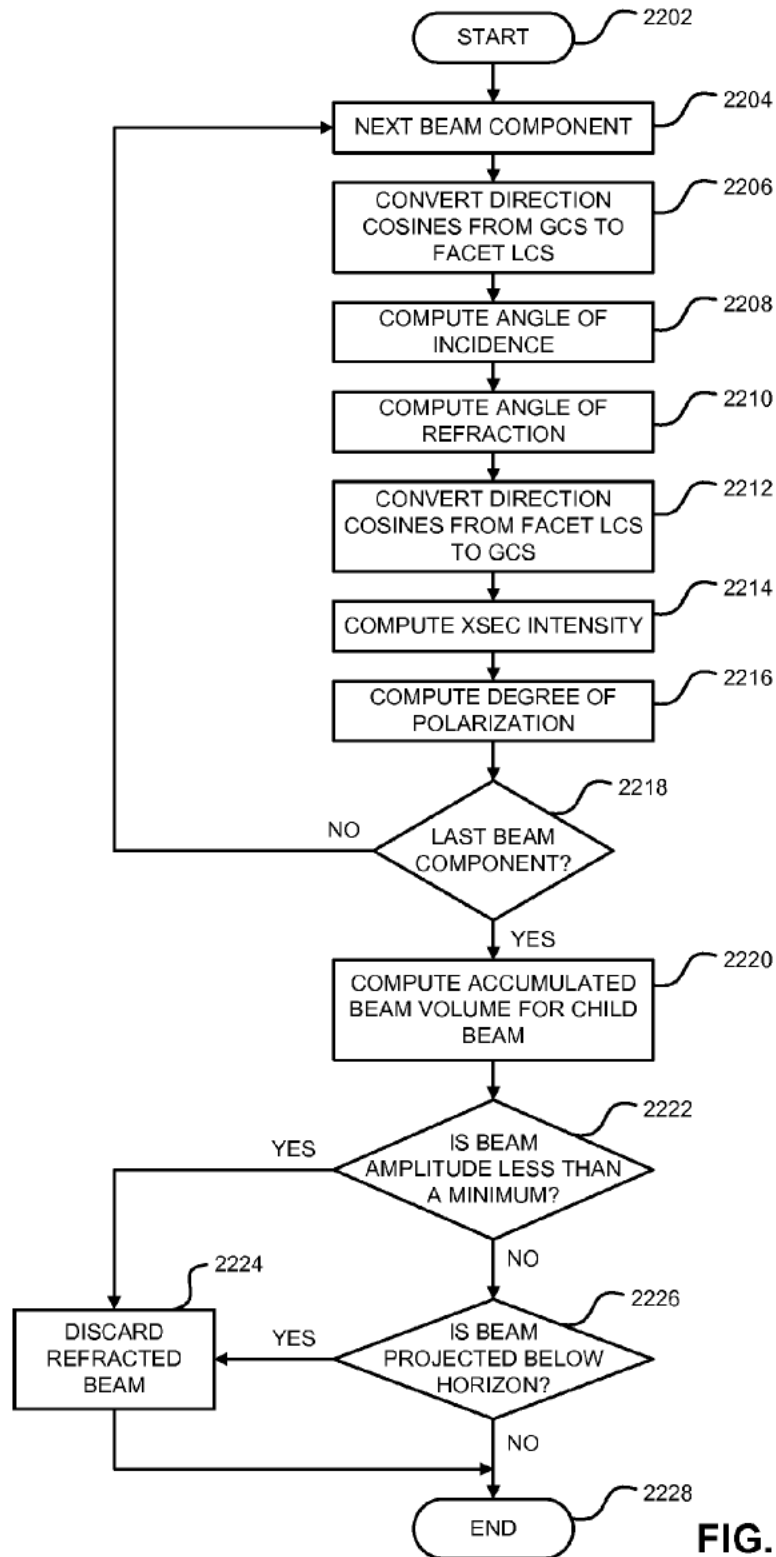 START
2202
NEXT BEAM COMPONENT
2204
CONVERT DIRECTION
COSINES FROM GCS TO
FACET LCS
2206
COMPUTE ANGLE OF
INCIDENCE
2208
COMPUTE ANGLE OF
REFRACTION
2210
CONVERT DIRECTION
COSINES FROM FACET LCS
TO GCS
2212
COMPUTE XSEC INTENSITY
2214
COMPUTE DEGREE OF
POLARIZATION
2216
LAST BEAM
COMPONENT?
2218
NO
YES
COMPUTE ACCUMULATED
BEAM VOLUME FOR CHILD
BEAM
2220
IS BEAM
AMPLITUDE LESS THAN
A MINIMUM?
2222
YES
NO
DISCARD
REFRACTED
BEAM
2224
YES
IS BEAM
PROJECTED BELOW
HORIZON?
2226
NO
END
2228
FIG.